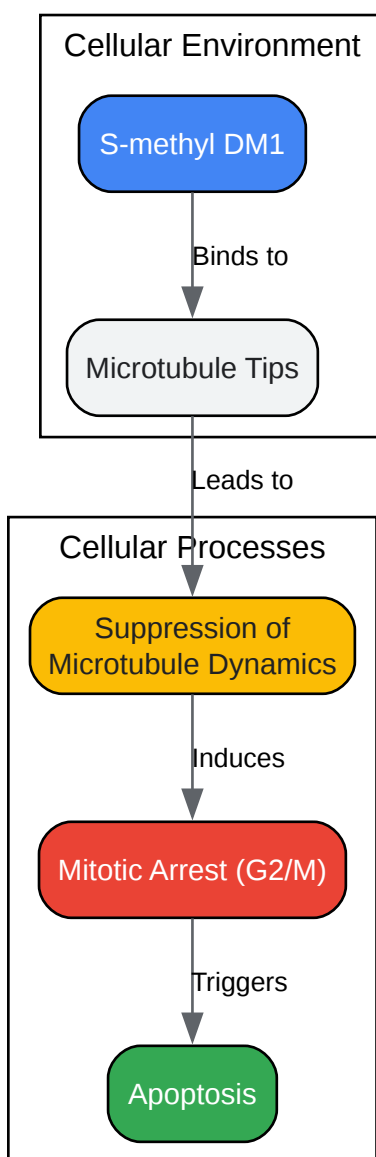 Cellular Environment
S-methyl DM1
Binds to
Microtubule Tips
Leads to
Cellular Processes
Suppression of
Microtubule Dynamics
Induces
Mitotic Arrest (G2/M)
Triggers
Apoptosis